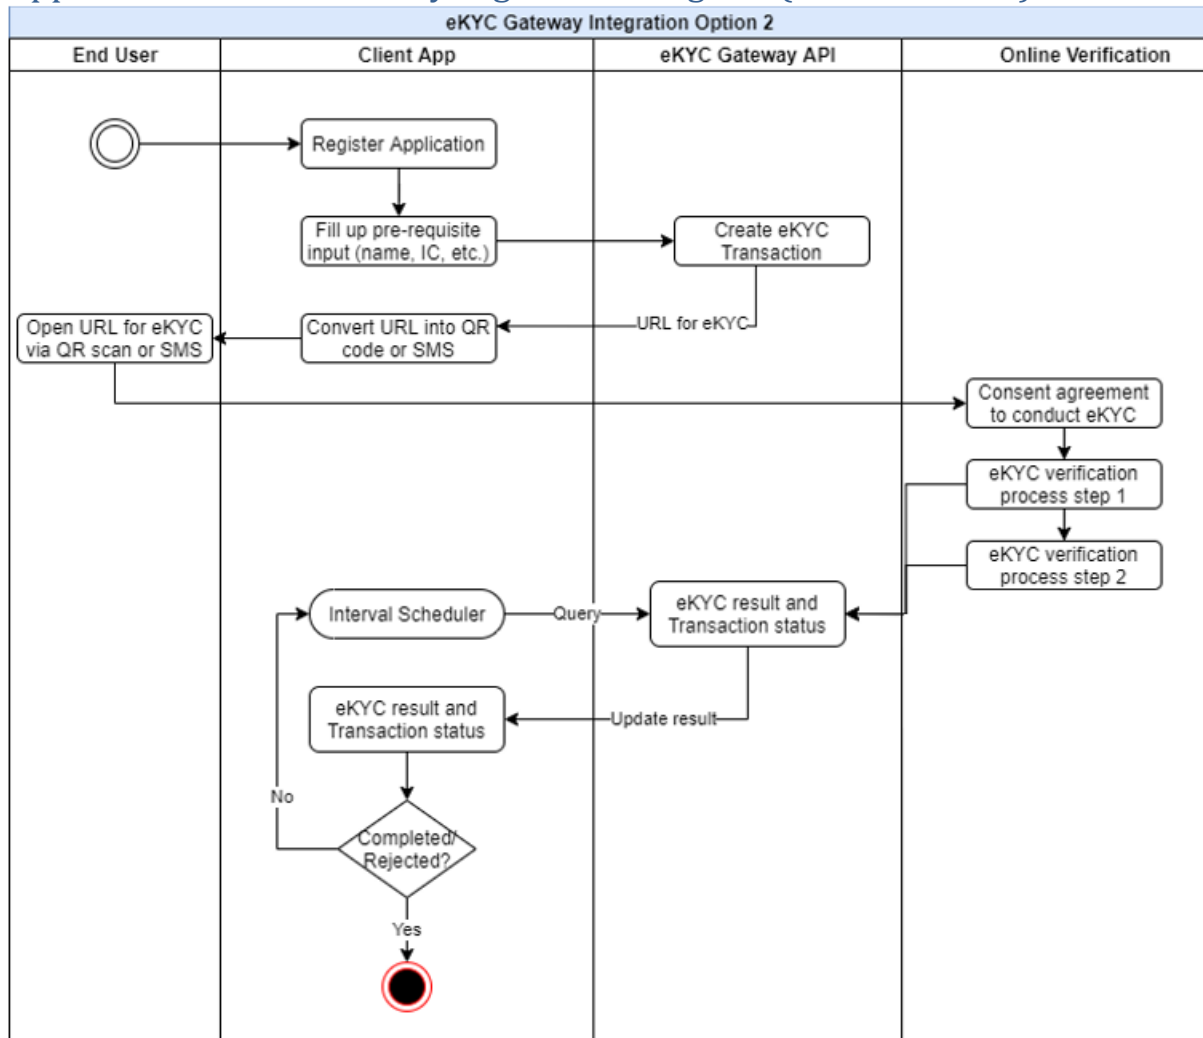 eKYC Gateway Integration Option 2
End User
Client App
eKYC Gateway API
Online Verification
Register Application
Fill up pre-requisite
input (name, IC, etc.)
Create eKYC
Transaction
URL for eKYC
Convert URL into QR
code or SMS
Open URL for eKYC
via QR scan or SMS
Consent agreement
to conduct eKYC
eKYC verification
process step 1
eKYC verification
process step 2
Interval Scheduler
Query
eKYC result and
Transaction status
eKYC result and
Transaction status
Update result
No
Completed/
Rejected?
Yes